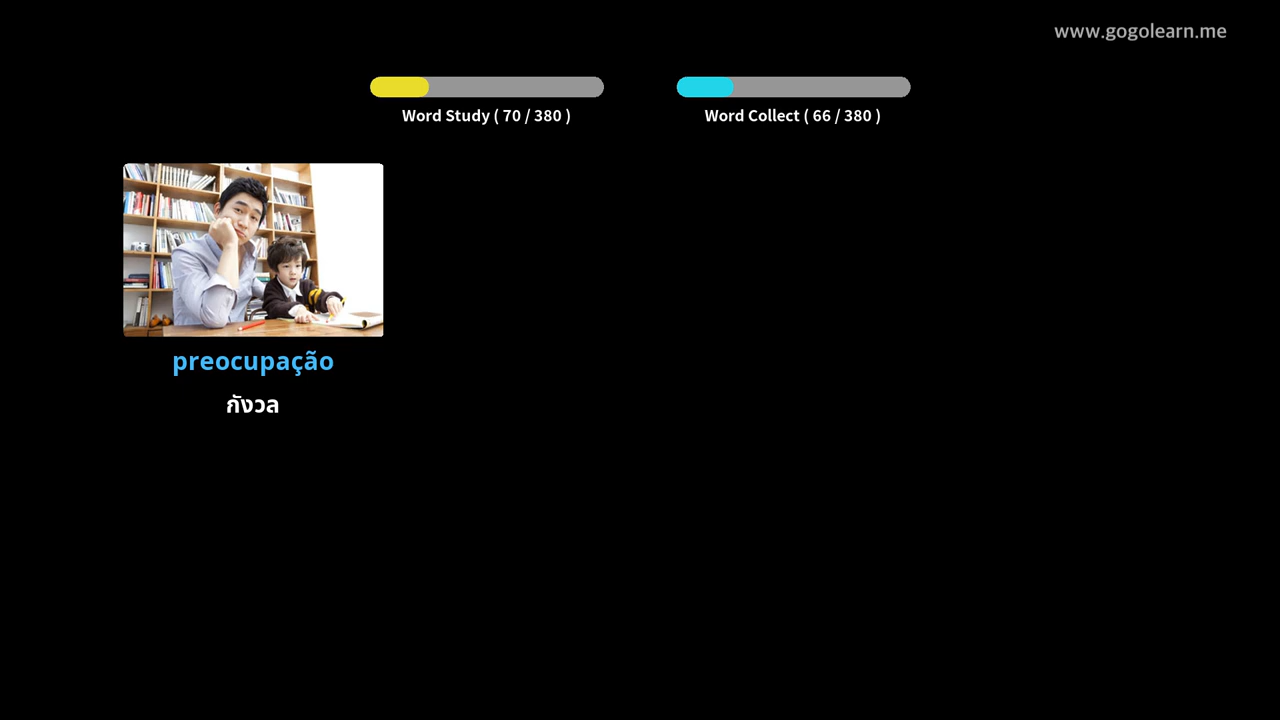 www.gogolearn.me
Word Study ( 70 / 380 )
Word Collect ( 66 / 380 )
preocupação
กังวล